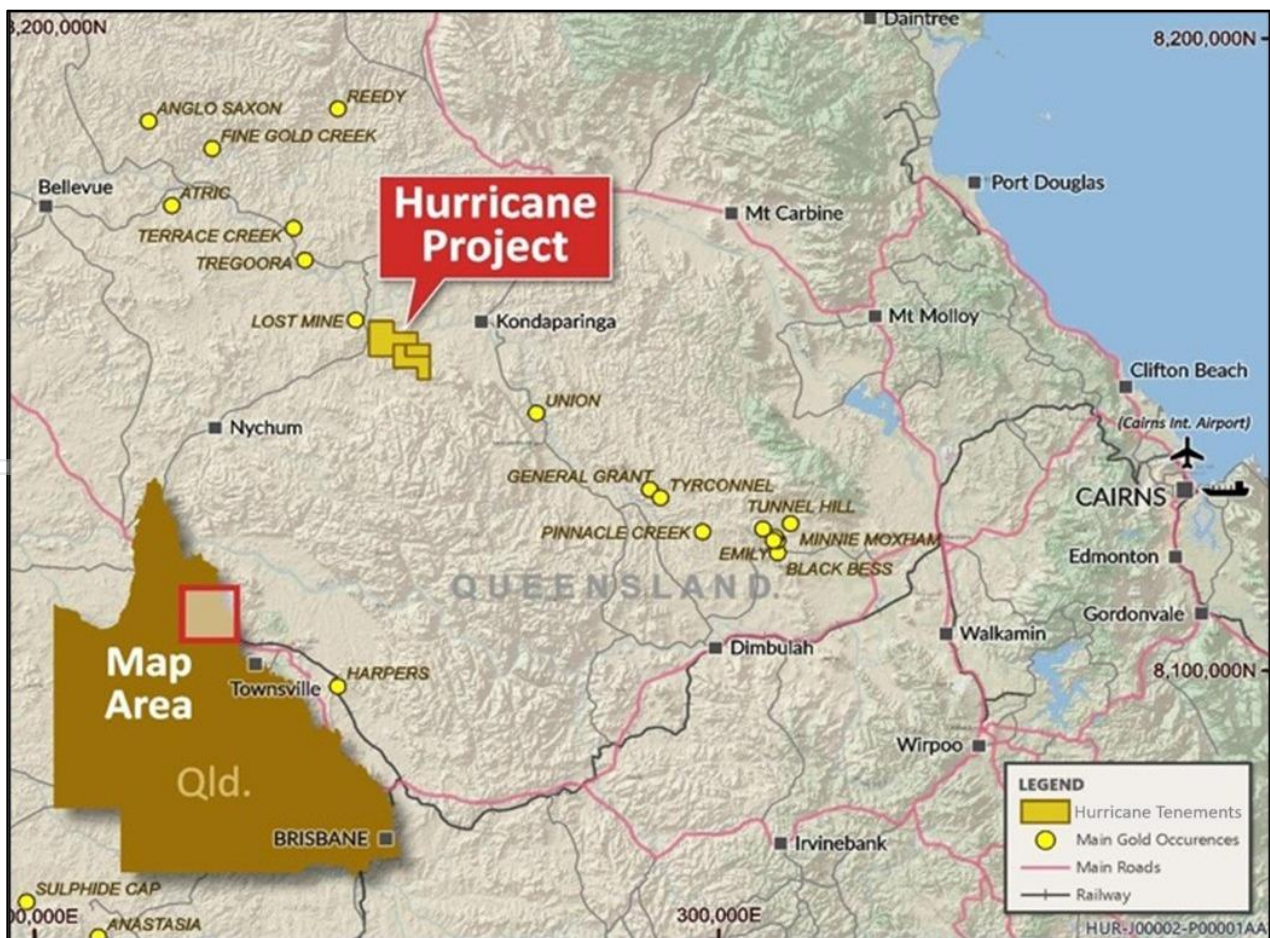 Daintree
8,200,000N
8,200,000N
REEDY
ANGLO SAXON
FINE GOLD CREEK
Bellevue
ATRIC
Port Douglas
Hurricane
Project
Mt Carbine
TERRACE CREEK
TREGOORA
LOST MINE
Kondaparinga
Mt Molloy
Clifton Beach
UNION
(Cairns Int. Airport)
Nychum
GENERAL GRANT
TYRCONNEL
CAIRNS
TUNNEL HILL
PINNACLE CREEK
MINNIE MOXHAM
EMILY
BLACK BESS
Edmonton
QUEENSLAND
Gordonvale
Walkamin
Dimbulah
Map
Area
8,100,000N
HARPERS
Townsville
Wirpoo
Qld.
LEGEND
Hurricane Tenements
Main Gold Occurences
Main Roads
Railway
BRISBANE
Irvinebank
SULPHIDE CAP
00,000E
300,000E
ANASTASIA
HUR-J00002-P00001AA